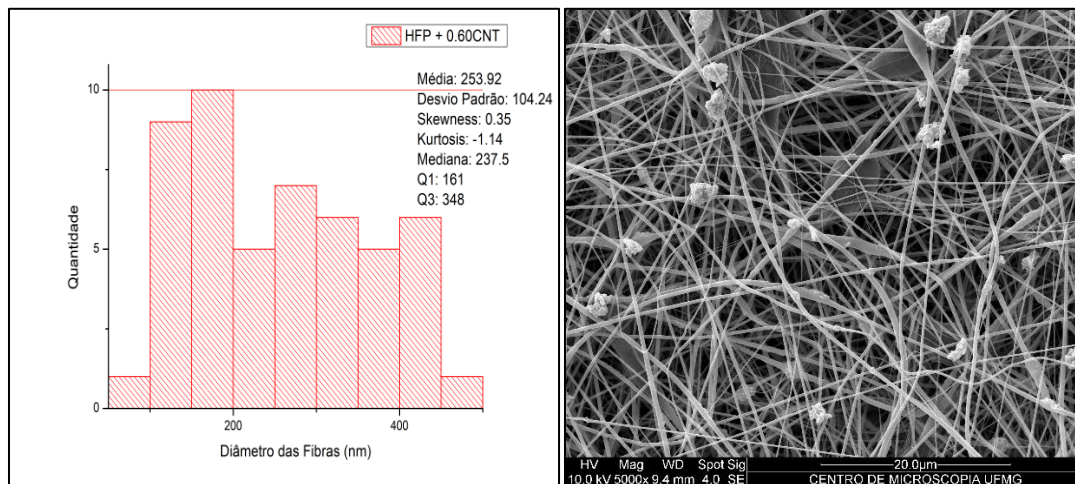 HFP + 0.60CNT
Média: 253.92
Desvio Padrão: 104.24
Skewness: 0.35
Kurtosis: -1.14
Mediana: 237.5
Q1: 161
Q3: 348
10
5
0
Quantidade
200 400
Diâmetro das Fibras (nm)
HV Mag WD Spot Sig
10.0 kV 5000x 9.4 mm 4.0 SE
20.0µm
CENTRO DE MICROSCOPIA UFMG